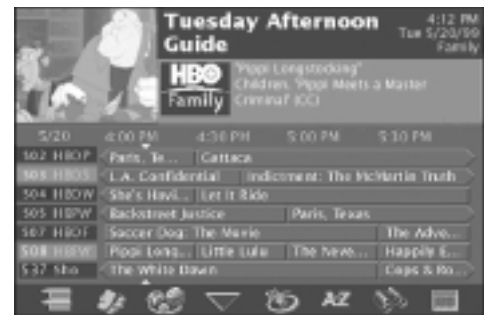 Tuesday Afternoon
Guide
4:12 PM
Tue 5/20/99
Family
HBO
Family
"Pippi Longstocking"
Children, "Pippi Meets a Master
Criminal" (CC)
5/20 4:00 PM 4:30 PM 5:00 PM 5:30 PM
502 HBOP Paris, Te... Gattaca
503 HBOS L.A. Confidential Indictment: The McMartin Truth
504 HBOW She's Havi... Let it Ride
505 HPW Backstreet Justice Paris, Texas
507 HBOF Soccer Dog: The Movie The Adve...
508 HBFW Pippi Long... Little Lulu The Neve... Happily E...
537 Sho The White Dawn Cops & Ro...
AZ